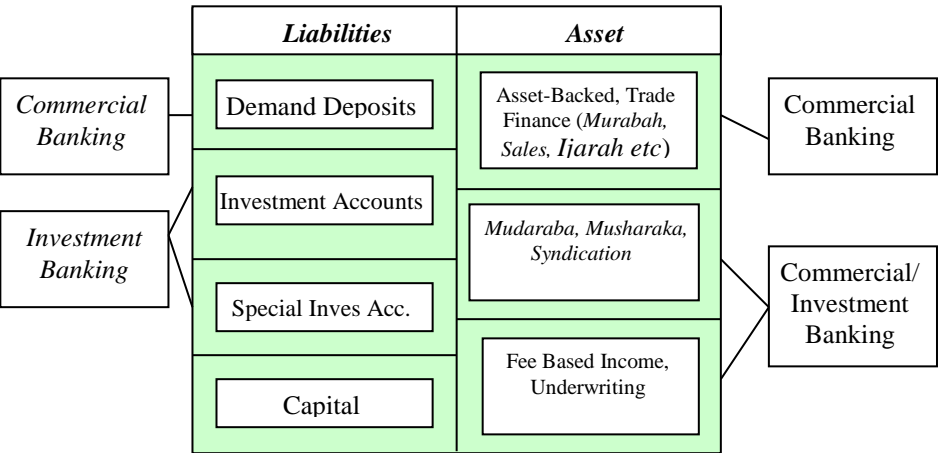 Liabilities
Asset
Commercial
Banking
Investment
Banking
Demand Deposits
Investment Accounts
Special Inves Acc.
Capital
Asset-Backed, Trade
Finance (Murabah,
Sales, Ijarah etc)
Mudaraba, Musharaka,
Syndication
Fee Based Income,
Underwriting
Commercial
Banking
Commercial/
Investment
Banking